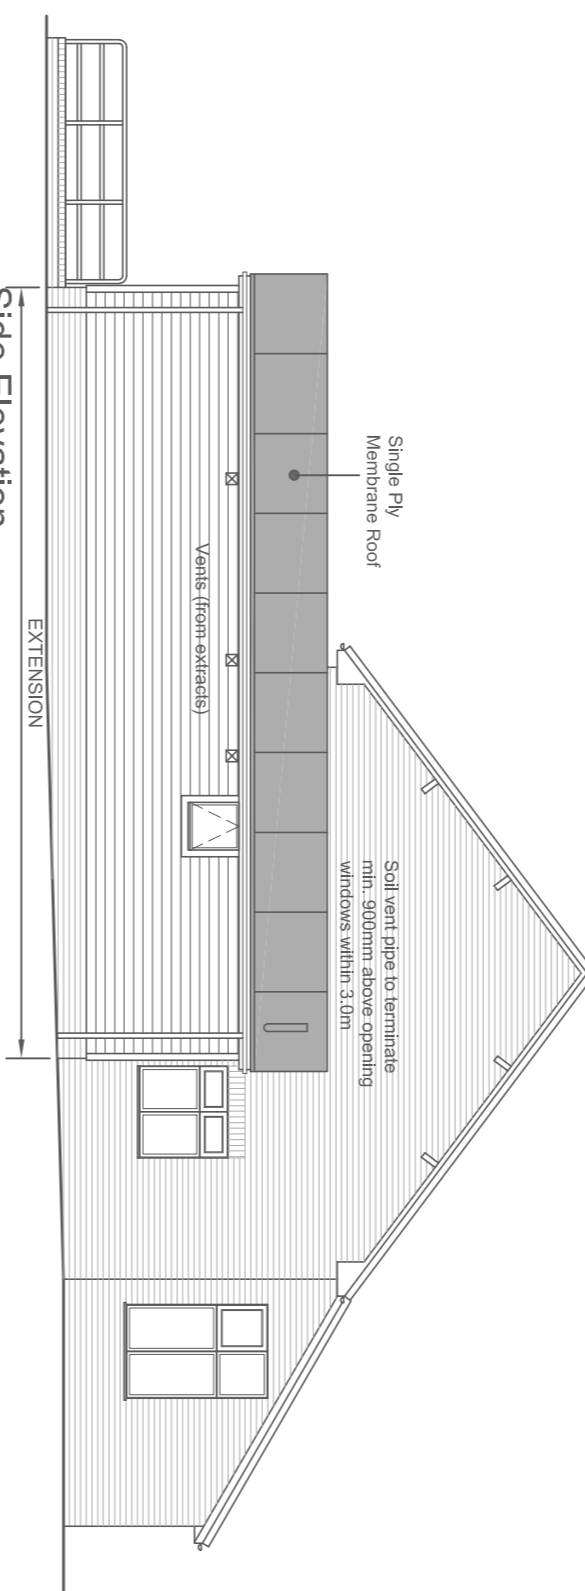 Single Ply
Membrane Roof
Soil vent pipe to terminate
min. 900mm above opening
windows within 3.0m
Vents (from extracts)
EXTENSION
Side Elevation